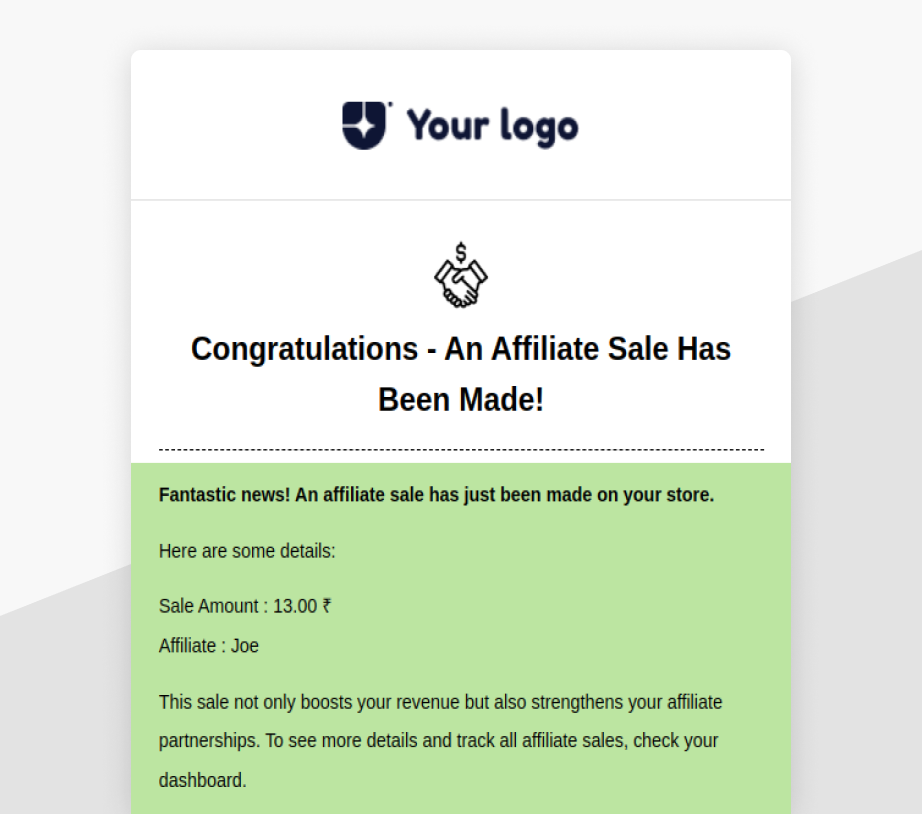 Your logo
$
Congratulations - An Affiliate Sale Has
Been Made!
Fantastic news! An affiliate sale has just been made on your store.
Here are some details:
Sale Amount : 13.00 ₹
Affiliate : Joe
This sale not only boosts your revenue but also strengthens your affiliate
partnerships. To see more details and track all affiliate sales, check your
dashboard.